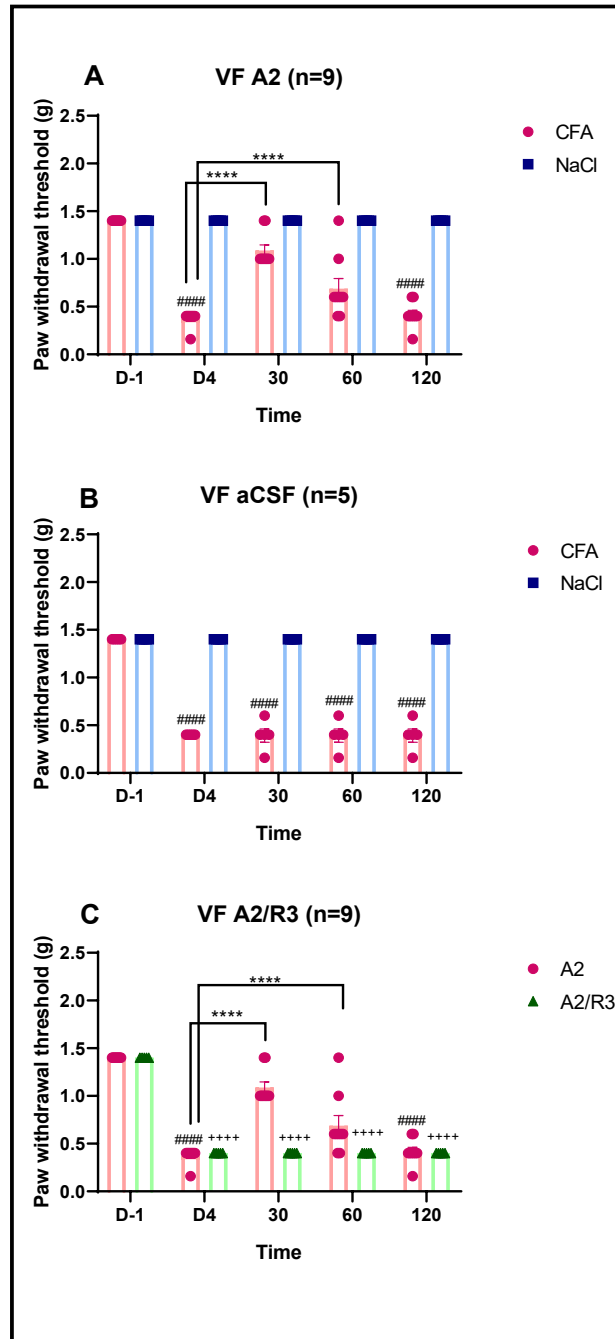 A
VF A2 (n=9)
Paw withdrawal threshold (g)
2.5
2.0
1.5
1.0
0.5
0.0
****
****
####
####
D-1 D4 30 60 120
Time
CFA
NaCl
B
VF aCSF (n=5)
Paw withdrawal threshold (g)
2.5
2.0
1.5
1.0
0.5
0.0
####
####
####
####
D-1 D4 30 60 120
Time
CFA
NaCl
C
VF A2/R3 (n=9)
Paw withdrawal threshold (g)
2.5
2.0
1.5
1.0
0.5
0.0
****
****
####
++++
++++
++++
####
++++
D-1 D4 30 60 120
Time
A2
A2/R3